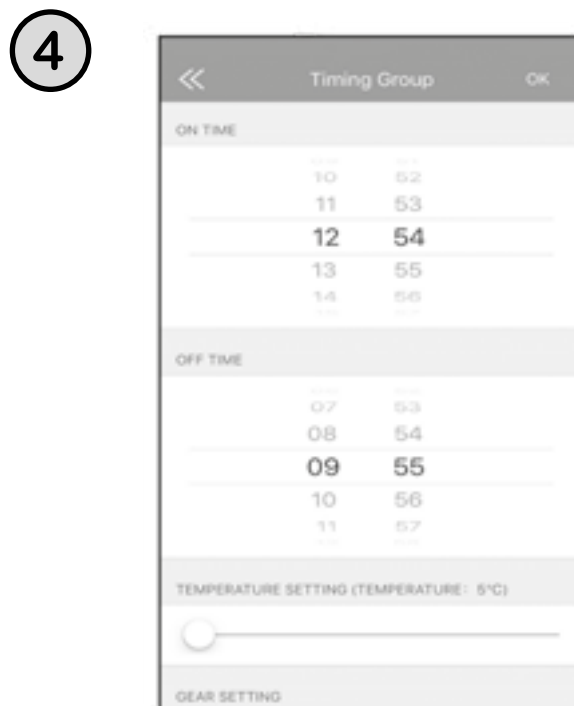 4
Timing Group OK
ON TIME
10 52
11 53
12 54
13 55
14 56
OFF TIME
07 53
08 54
09 55
10 56
11 57
TEMPERATURE SETTING (TEMPERATURE: 5°C)
GEAR SETTING